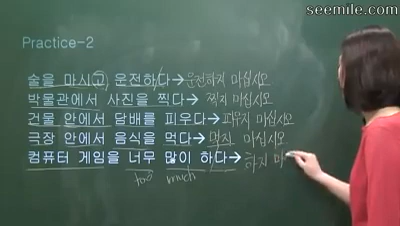 seemile.com
Practice-2
술을 마시고 운전하다→ 운전하지 마십시오
박물관에서 사진을 찍다→ 찍지 마십시오
건물 안에서 담배를 피우다→ 피우지 마십시오
극장 안에서 음식을 먹다→ 먹지 마십시오
컴퓨터 게임을 너무 많이 하다→ 하지 마
too much